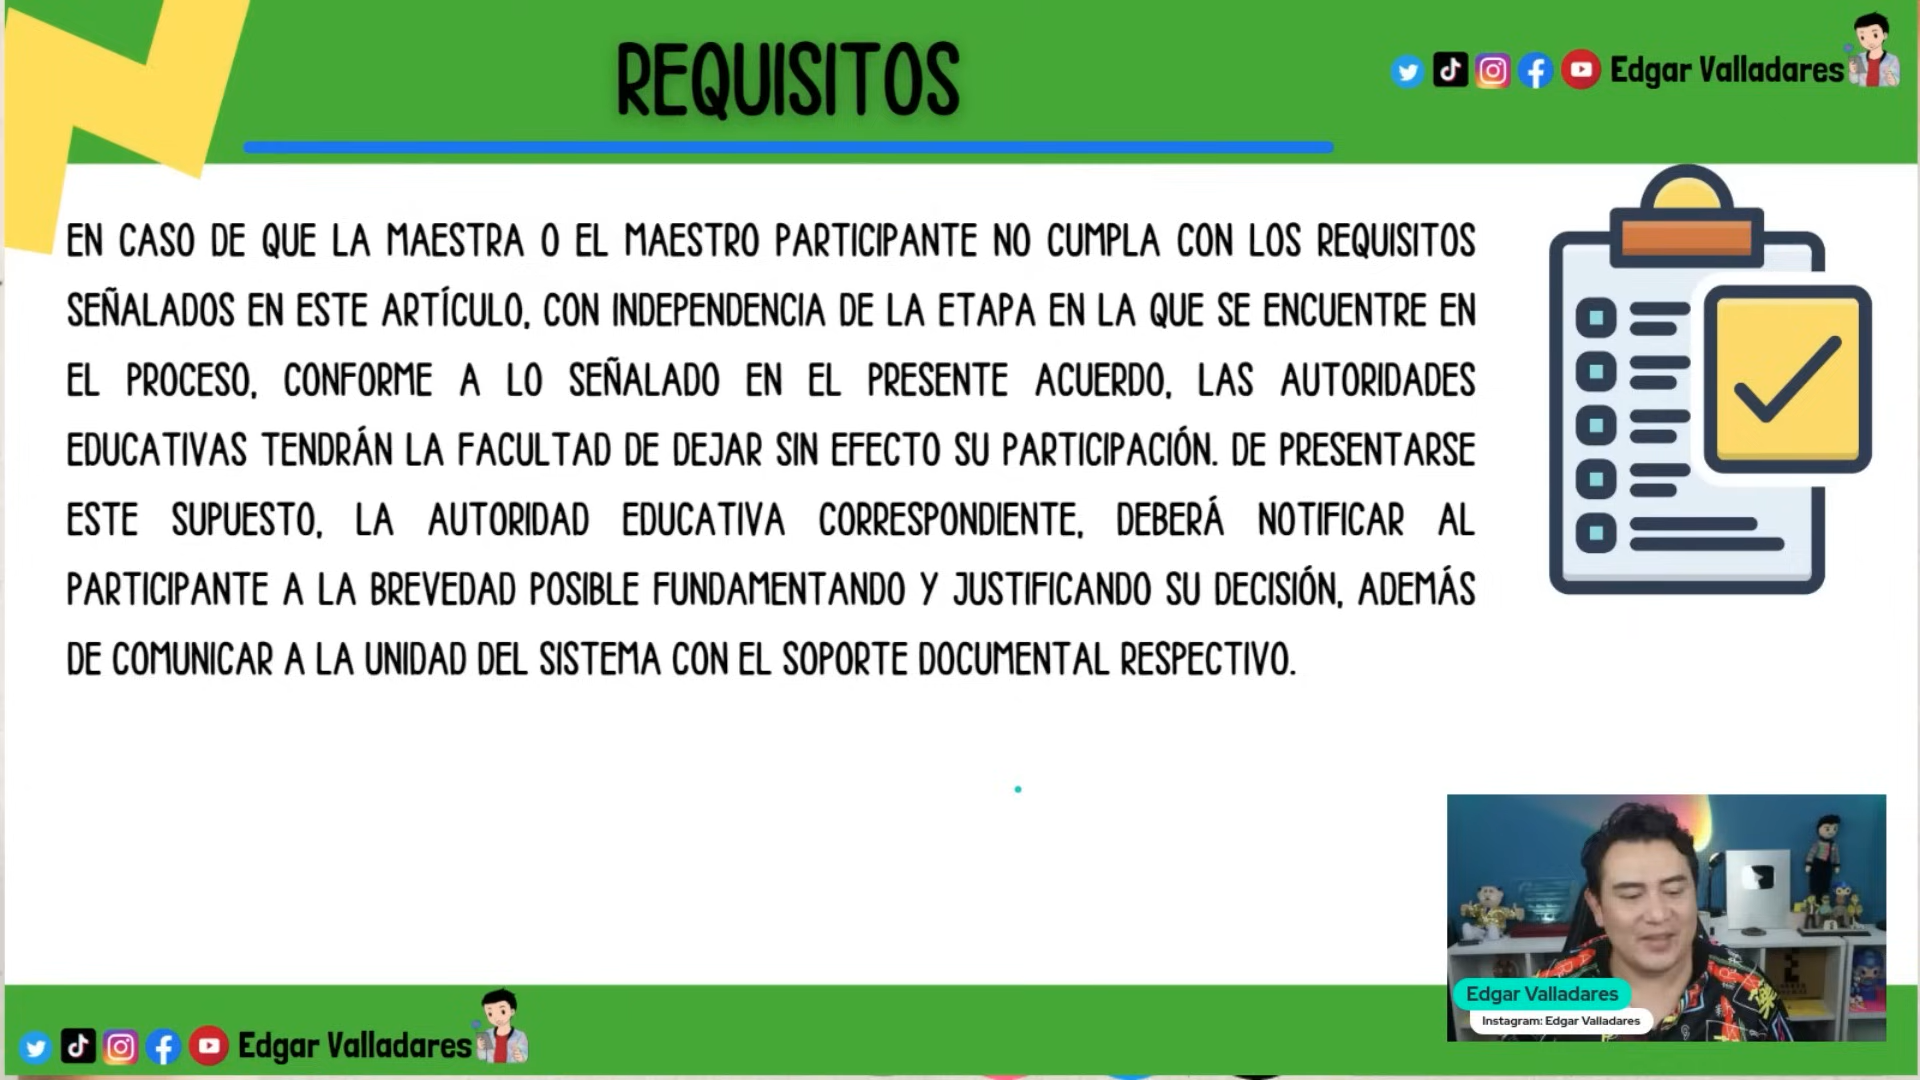 REQUISITOS
Edgar Valladares
EN CASO DE QUE LA MAESTRA O EL MAESTRO PARTICIPANTE NO CUMPLA CON LOS REQUISITOS
SEÑALADOS EN ESTE ARTÍCULO, CON INDEPENDENCIA DE LA ETAPA EN LA QUE SE ENCUENTRE EN
EL PROCESO, CONFORME A LO SEÑALADO EN EL PRESENTE ACUERDO, LAS AUTORIDADES
EDUCATIVAS TENDRÁN LA FACULTAD DE DEJAR SIN EFECTO SU PARTICIPACIÓN. DE PRESENTARSE
ESTE SUPUESTO, LA AUTORIDAD EDUCATIVA CORRESPONDIENTE, DEBERÁ NOTIFICAR AL
PARTICIPANTE A LA BREVEDAD POSIBLE FUNDAMENTANDO Y JUSTIFICANDO SU DECISIÓN, ADEMÁS
DE COMUNICAR A LA UNIDAD DEL SISTEMA CON EL SOPORTE DOCUMENTAL RESPECTIVO.
Edgar Valladares
Instagram: Edgar Valladares
Edgar Valladares